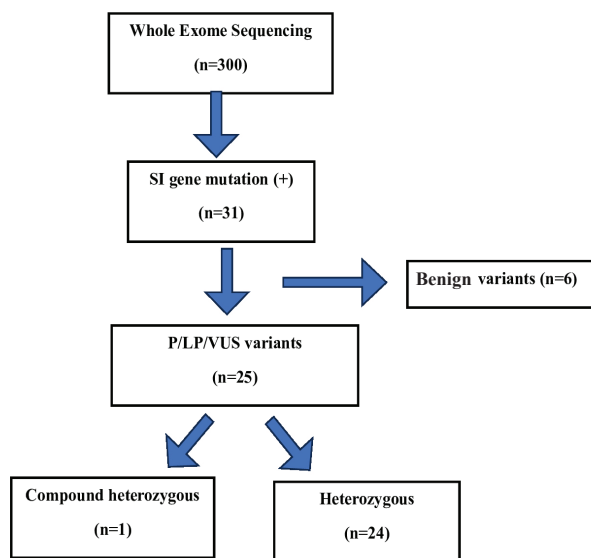 Whole Exome Sequencing
(n=300)
SI gene mutation (+)
(n=31)
Benign variants (n=6)
P/LP/VUS variants
(n=25)
Compound heterozygous
(n=1)
Heterozygous
(n=24)